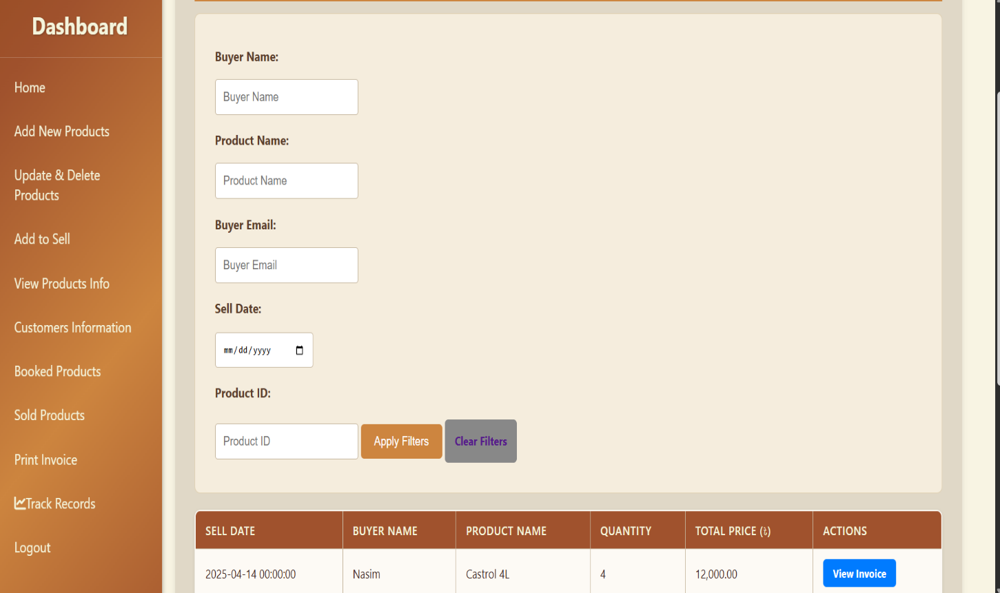 Dashboard
Home
Add New Products
Update & Delete
Products
Add to Sell
View Products Info
Customers Information
Booked Products
Sold Products
Print Invoice
Track Records
Logout
Buyer Name:
Buyer Name
Product Name:
Product Name
Buyer Email:
Buyer Email
Sell Date:
mm/dd/yyyy
Product ID:
Product ID Apply Filters Clear Filters
SELL DATE BUYER NAME PRODUCT NAME QUANTITY TOTAL PRICE (৳) ACTIONS
2025-04-14 00:00:00 Nasim Castrol 4L 4 12,000.00 View Invoice